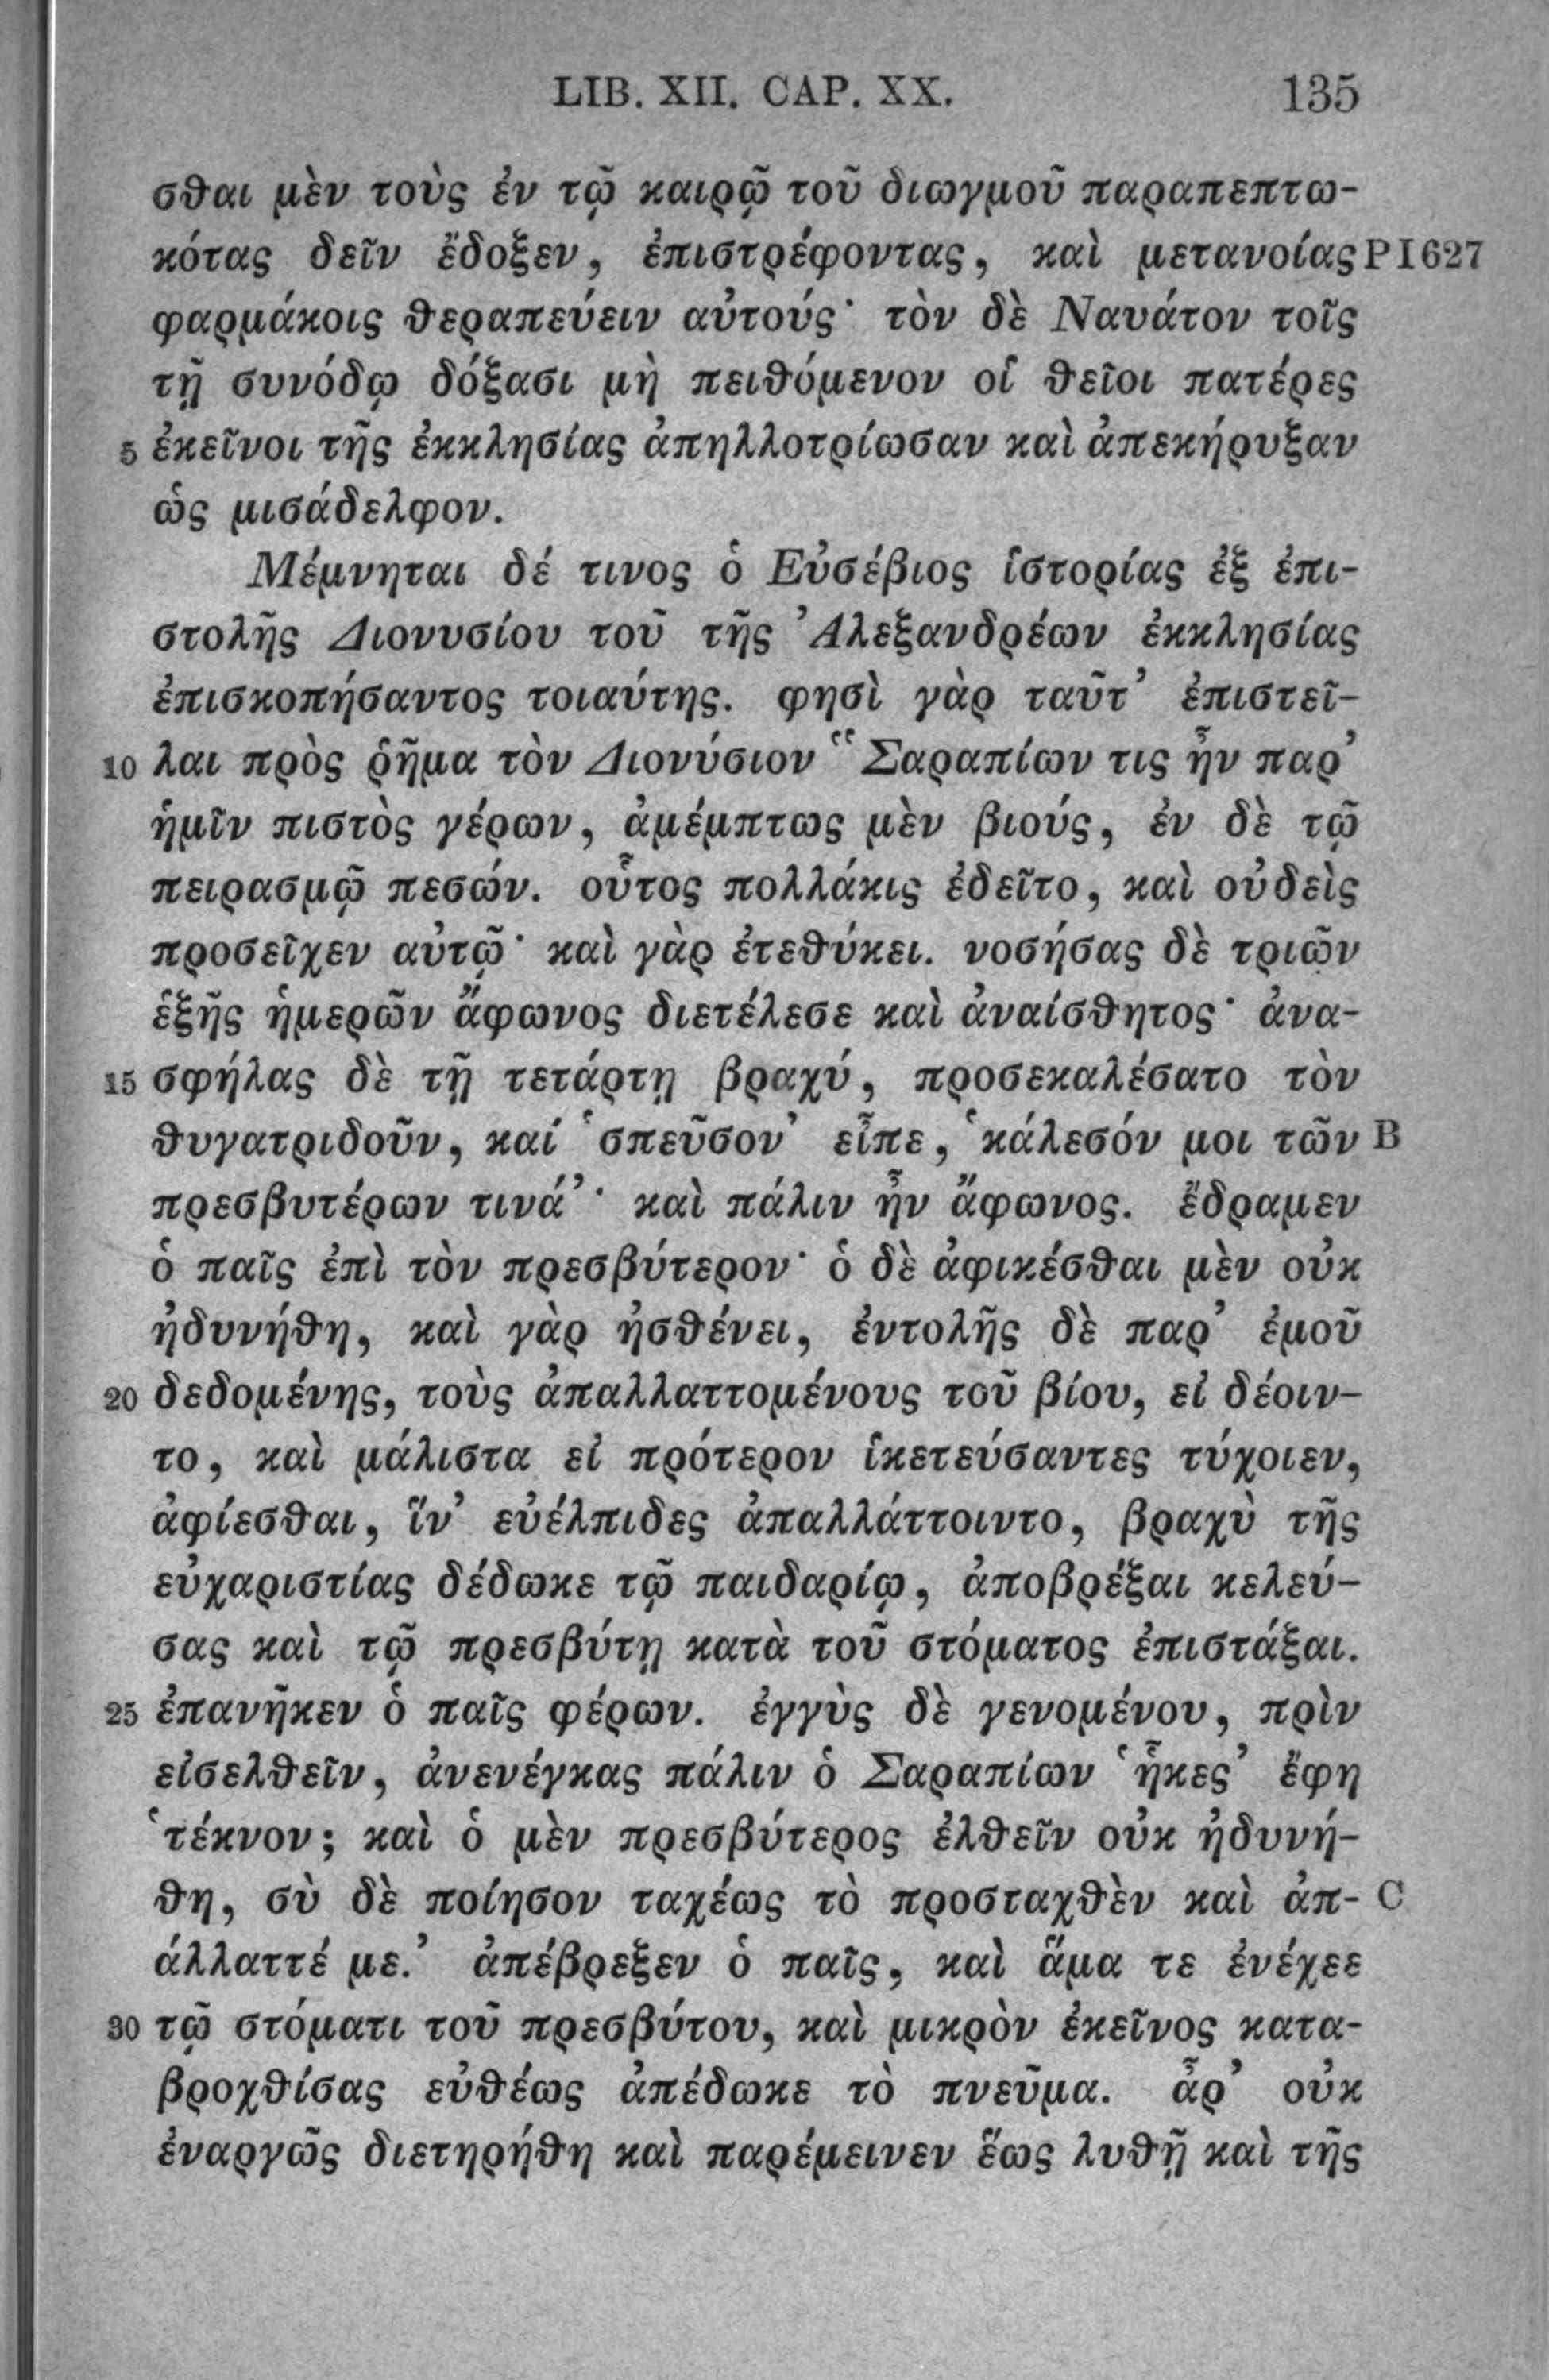 LIB. XII. CAP. XX. 135
σθαι μὲν τοὺς ἐν τῷ καιρῷ τοῦ διωγμοῦ παραπεπτω-
κότας δεῖν ἔδοξεν, ἐπιστρέφοντας, καὶ μετανοίας P I 627
φαρμάκοις θεραπεύειν αὐτούς· τὸν δὲ Ναυάτον τοῖς
τῇ συνόδῳ δόξασι μὴ πειθόμενον οἱ θεῖοι πατέρες
5 ἐκεῖνοι τῆς ἐκκλησίας ἀπηλλοτρίωσαν καὶ ἀπεκήρυξαν
ὡς μισάδελφον.
Μέμνηται δέ τινος ὁ Εὐσέβιος ἱστορίας ἐξ ἐπι-
στολῆς Διονυσίου τοῦ τῆς Ἀλεξανδρέων ἐκκλησίας
ἐπισκοπήσαντος τοιαύτης. φησὶ γὰρ ταῦτ’ ἐπιστεῖ-
10 λαι πρὸς ῥῆμα τὸν Διονύσιον “Σαραπίων τις ἦν παρ’
ἡμῖν πιστὸς γέρων, ἀμέμπτως μὲν βιούς, ἐν δὲ τῷ
πειρασμῷ πεσών. οὗτος πολλάκις ἐδεῖτο, καὶ οὐδεὶς
προσεῖχεν αὐτῷ· καὶ γὰρ ἐτεθύκει. νοσήσας δὲ τριῶν
ἑξῆς ἡμερῶν ἄφωνος διετέλεσε καὶ ἀναίσθητος· ἀνα-
15 σφήλας δὲ τῇ τετάρτῃ βραχύ, προσεκαλέσατο τὸν
θυγατριδοῦν, καί ‘σπεῦσον’ εἶπε, ‘κάλεσόν μοι τῶν B
πρεσβυτέρων τινά’· καὶ πάλιν ἦν ἄφωνος. ἔδραμεν
ὁ παῖς ἐπὶ τὸν πρεσβύτερον· ὁ δὲ ἀφικέσθαι μὲν οὐκ
ἠδυνήθη, καὶ γὰρ ἠσθένει, ἐντολῆς δὲ παρ’ ἐμοῦ
20 δεδομένης, τοὺς ἀπαλλαττομένους τοῦ βίου, εἰ δέοιν-
το, καὶ μάλιστα εἰ πρότερον ἱκετεύσαντες τύχοιεν,
ἀφίεσθαι, ἵν’ εὐέλπιδες ἀπαλλάττοιντο, βραχὺ τῆς
εὐχαριστίας δέδωκε τῷ παιδαρίῳ, ἀποβρέξαι κελεύ-
σας καὶ τῷ πρεσβύτῃ κατὰ τοῦ στόματος ἐπιστάξαι.
25 ἐπανῆκεν ὁ παῖς φέρων. ἐγγὺς δὲ γενομένου, πρὶν
εἰσελθεῖν, ἀνενέγκας πάλιν ὁ Σαραπίων ‘ἧκες’ ἔφη
‘τέκνον; καὶ ὁ μὲν πρεσβύτερος ἐλθεῖν οὐκ ἠδυνή-
θη, σὺ δὲ ποίησον ταχέως τὸ προσταχθὲν καὶ ἀπ- C
άλλαττέ με.’ ἀπέβρεξεν ὁ παῖς, καὶ ἅμα τε ἐνέχεε
30 τῷ στόματι τοῦ πρεσβύτου, καὶ μικρὸν ἐκεῖνος κατα-
βροχθίσας εὐθέως ἀπέδωκε τὸ πνεῦμα. ἆρ’ οὐκ
ἐναργῶς διετηρήθη καὶ παρέμεινεν ἕως λυθῇ καὶ τῆς